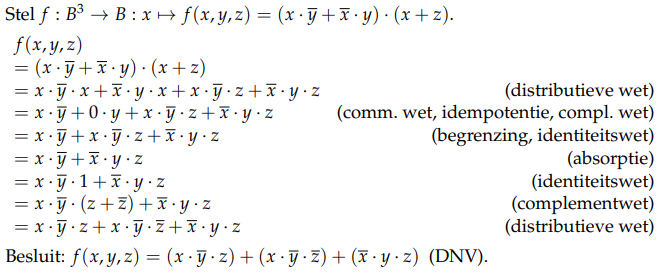 Stel f : B³ → B : x ↦ f(x, y, z) = (x · y̅ + x̅ · y) · (x + z).
f(x, y, z)
= (x · y̅ + x̅ · y) · (x + z)
= x · y̅ · x + x̅ · y · x + x · y̅ · z + x̅ · y · z (distributieve wet)
= x · y̅ + 0 · y + x · y̅ · z + x̅ · y · z (comm. wet, idempotentie, compl. wet)
= x · y̅ + x · y̅ · z + x̅ · y · z (begrenzing, identiteitswet)
= x · y̅ + x̅ · y · z (absorptie)
= x · y̅ · 1 + x̅ · y · z (identiteitswet)
= x · y̅ · (z + z̅) + x̅ · y · z (complementwet)
= x · y̅ · z + x · y̅ · z̅ + x̅ · y · z (distributieve wet)
Besluit: f(x, y, z) = (x · y̅ · z) + (x · y̅ · z̅) + (x̅ · y · z) (DNV).